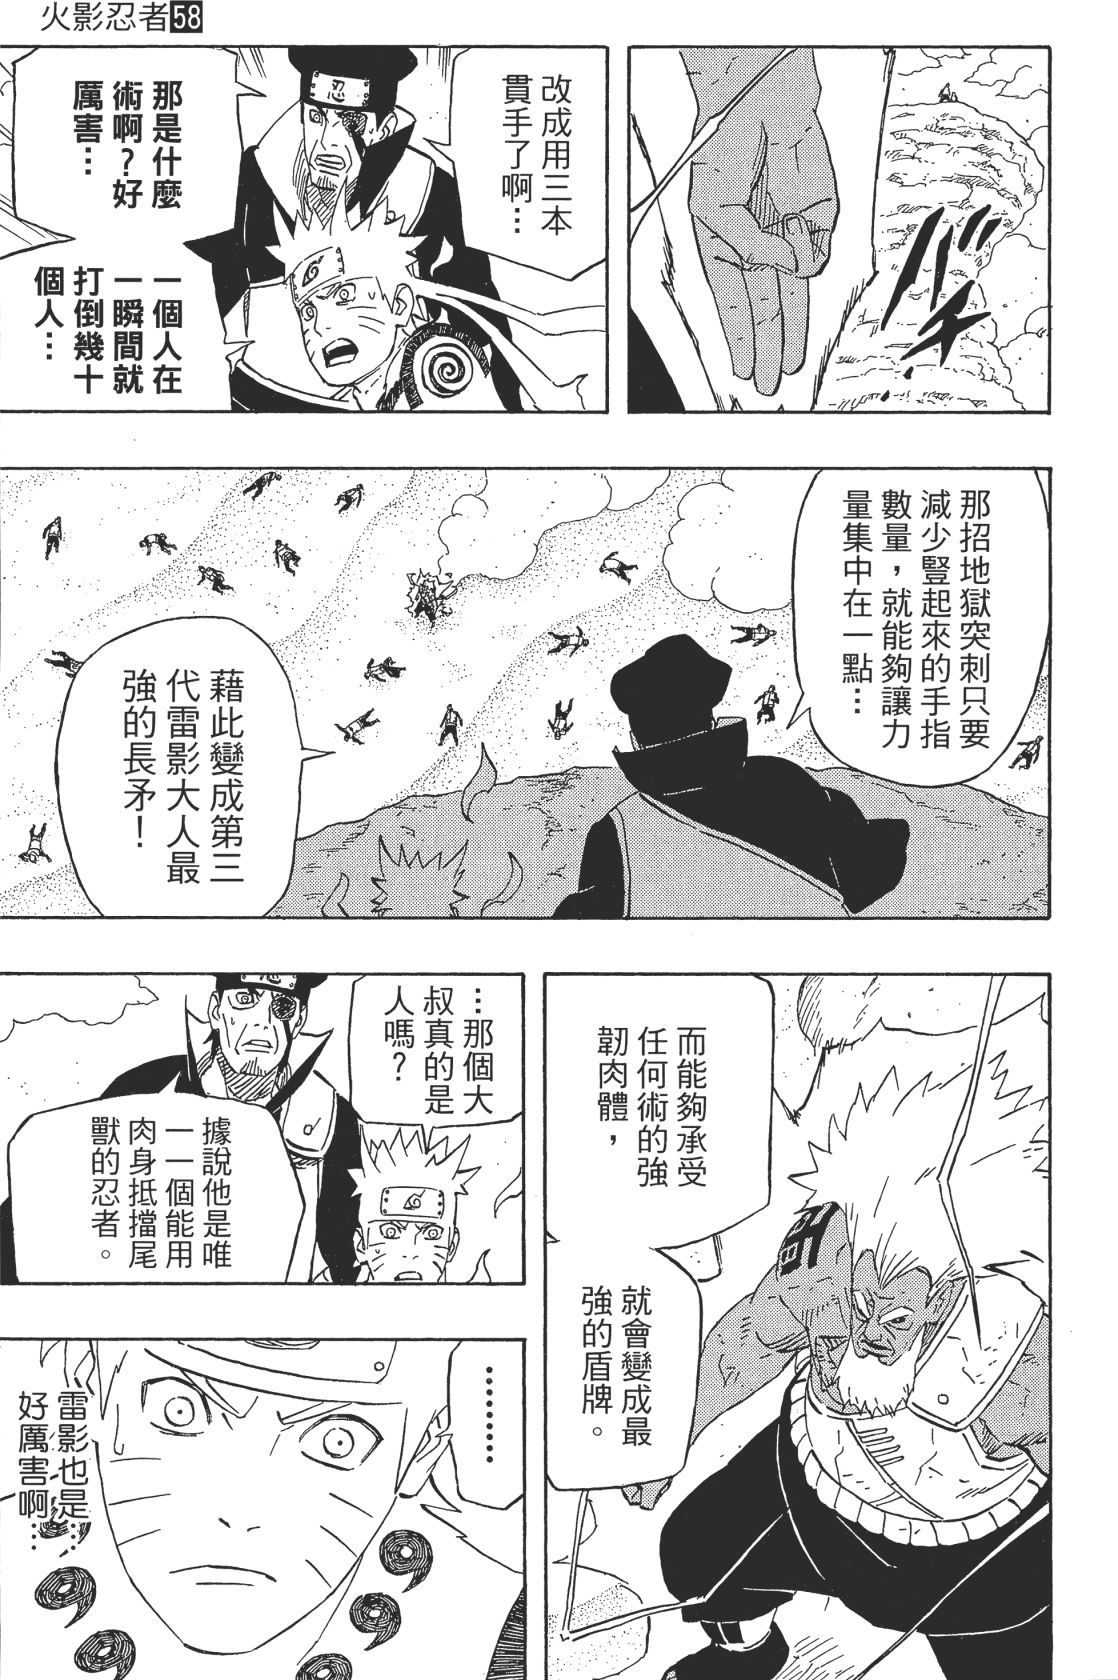 火影忍者58
改成用三本
貫手了啊…
那是什麼
術啊？好
厲害…
一個人在
一瞬間就
打倒幾十
個人…
那招地獄突刺只要
減少豎起來的手指
數量，就能夠讓力
量集中在一點…
藉此變成第三
代雷影大人最
強的長矛！
而能夠承受
任何術的強
韌肉體，
就會變成最
強的盾牌。
…那個大
叔真的是
人嗎？
據說他是唯
一一個能用
肉身抵擋尾
獸的忍者。
………
雷影也是…
好厲害啊…